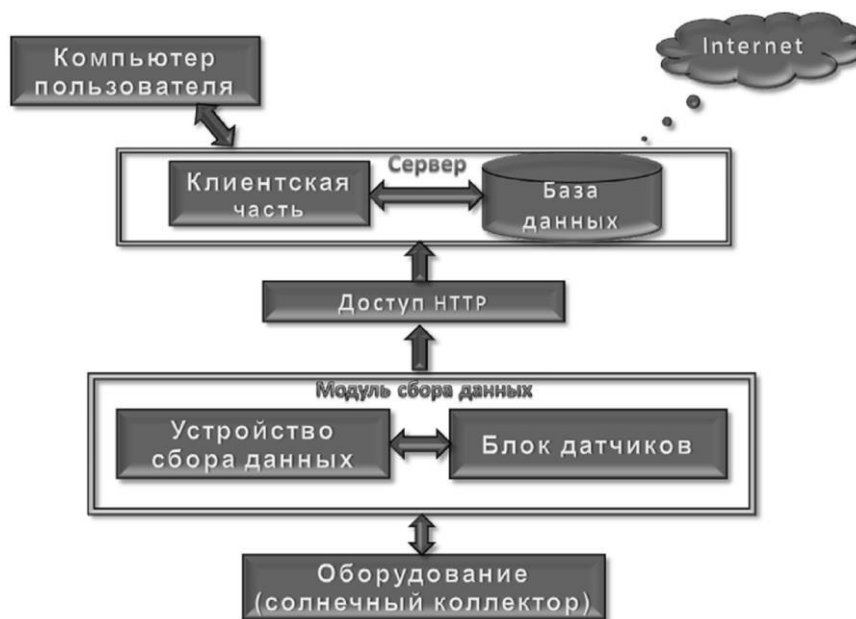 Internet
Компьютер
пользователя
Сервер
Клиентская
часть
База
данных
Доступ HTTP
Модуль сбора данных
Устройство
сбора данных
Блок датчиков
Оборудование
(солнечный коллектор)